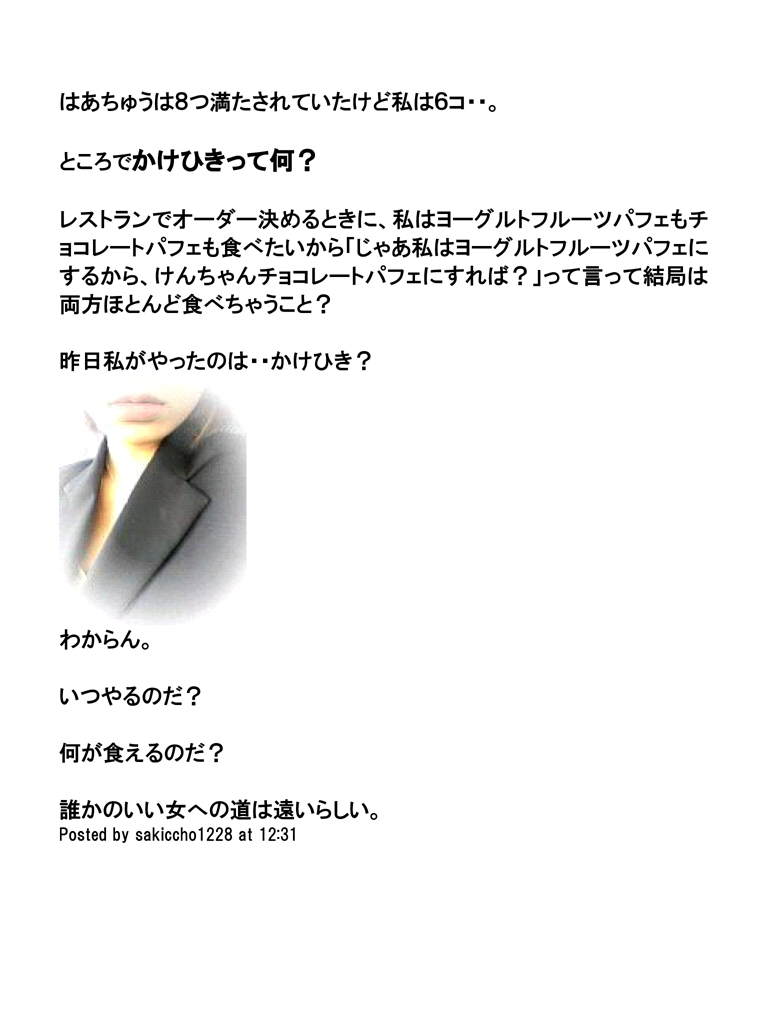 はあちゅうは8つ満たされていたけど私は6コ・・。
ところでかけひきって何？
レストランでオーダー決めるときに、私はヨーグルトフルーツパフェもチ
ョコレートパフェも食べたいから「じゃあ私はヨーグルトフルーツパフェに
するから、けんちゃんチョコレートパフェにすれば？」って言って結局は
両方ほとんど食べちゃうこと？
昨日私がやったのは・・かけひき？
わからん。
いつやるのだ？
何が食えるのだ？
誰かのいい女への道は遠いらしい。
Posted by sakiccho1228 at 12:31